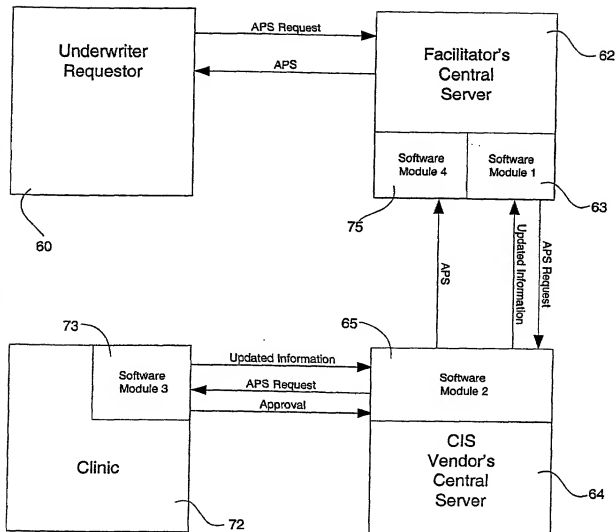 Underwriter
Requestor
60
APS Request
APS
Facilitator's
Central
Server
62
Software
Module 4
Software
Module 1
75
63
APS
Updated Information
APS Request
73
Software
Module 3
Clinic
72
Updated Information
APS Request
Approval
65
Software
Module 2
CIS
Vendor's
Central
Server
64